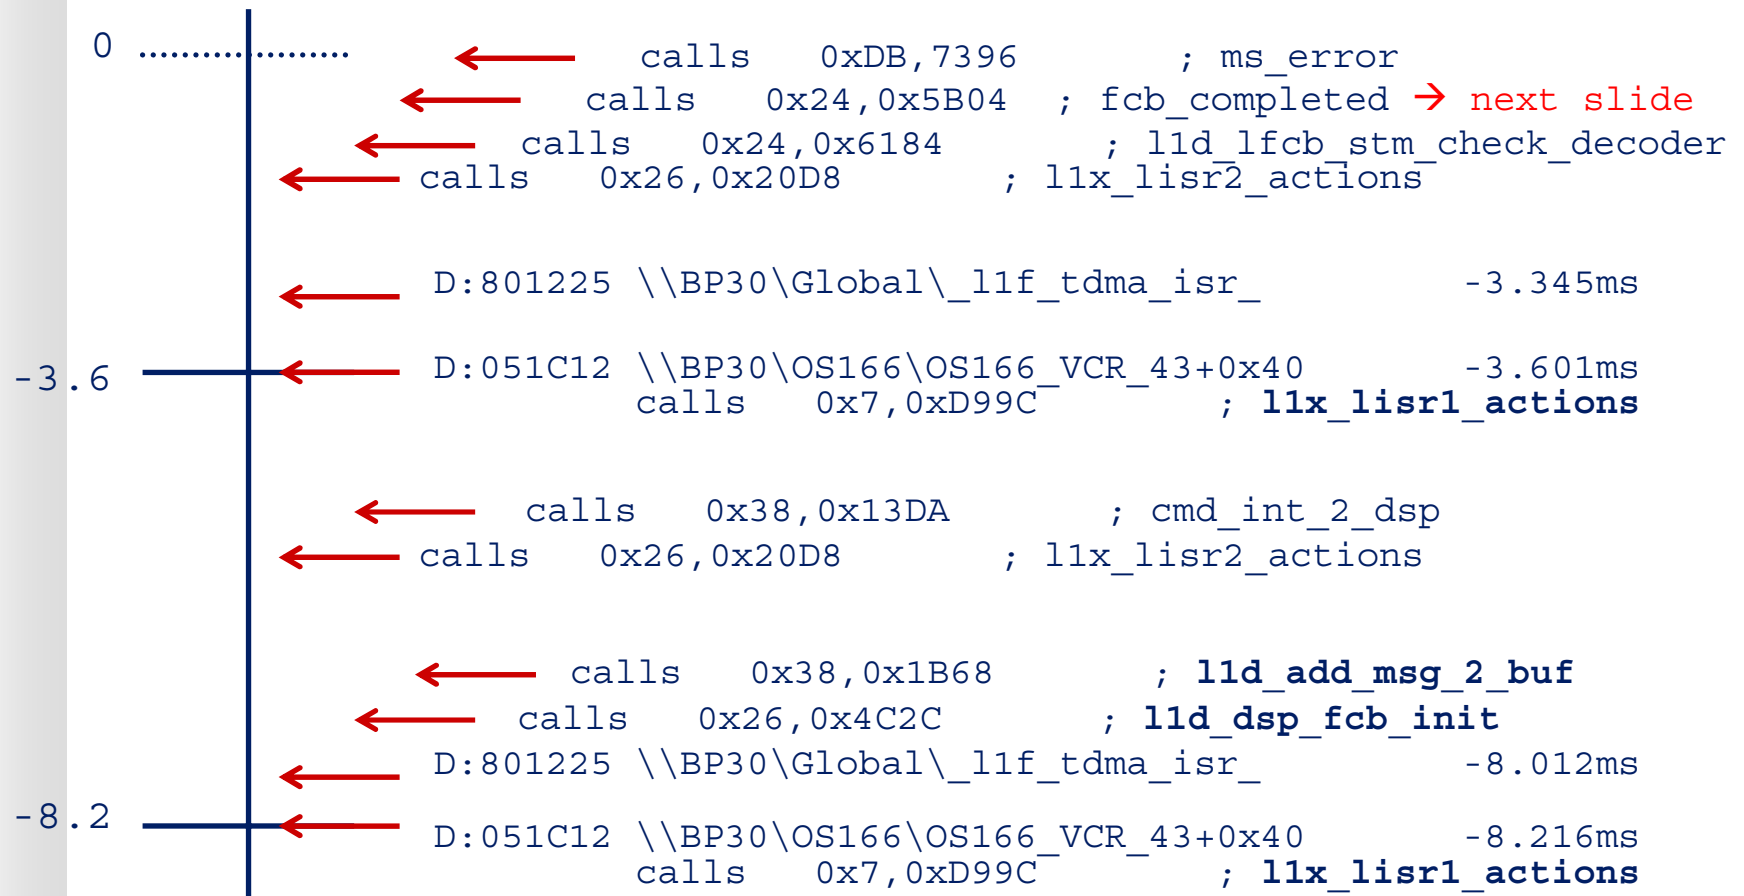 0 calls 0xDB,7396 ; ms_error
calls 0x24,0x5B04 ; fcb_completed → next slide
calls 0x24,0x6184 ; l1d_lfcb_stm_check_decoder
calls 0x26,0x20D8 ; l1x_lisr2_actions
D:801225 \\BP30\Global\_l1f_tdma_isr_ -3.345ms
-3.6 D:051C12 \\BP30\OS166\OS166_VCR_43+0x40 -3.601ms
calls 0x7,0xD99C ; l1x_lisr1_actions
calls 0x38,0x13DA ; cmd_int_2_dsp
calls 0x26,0x20D8 ; l1x_lisr2_actions
calls 0x38,0x1B68 ; l1d_add_msg_2_buf
calls 0x26,0x4C2C ; l1d_dsp_fcb_init
D:801225 \\BP30\Global\_l1f_tdma_isr_ -8.012ms
-8.2 D:051C12 \\BP30\OS166\OS166_VCR_43+0x40 -8.216ms
calls 0x7,0xD99C ; l1x_lisr1_actions